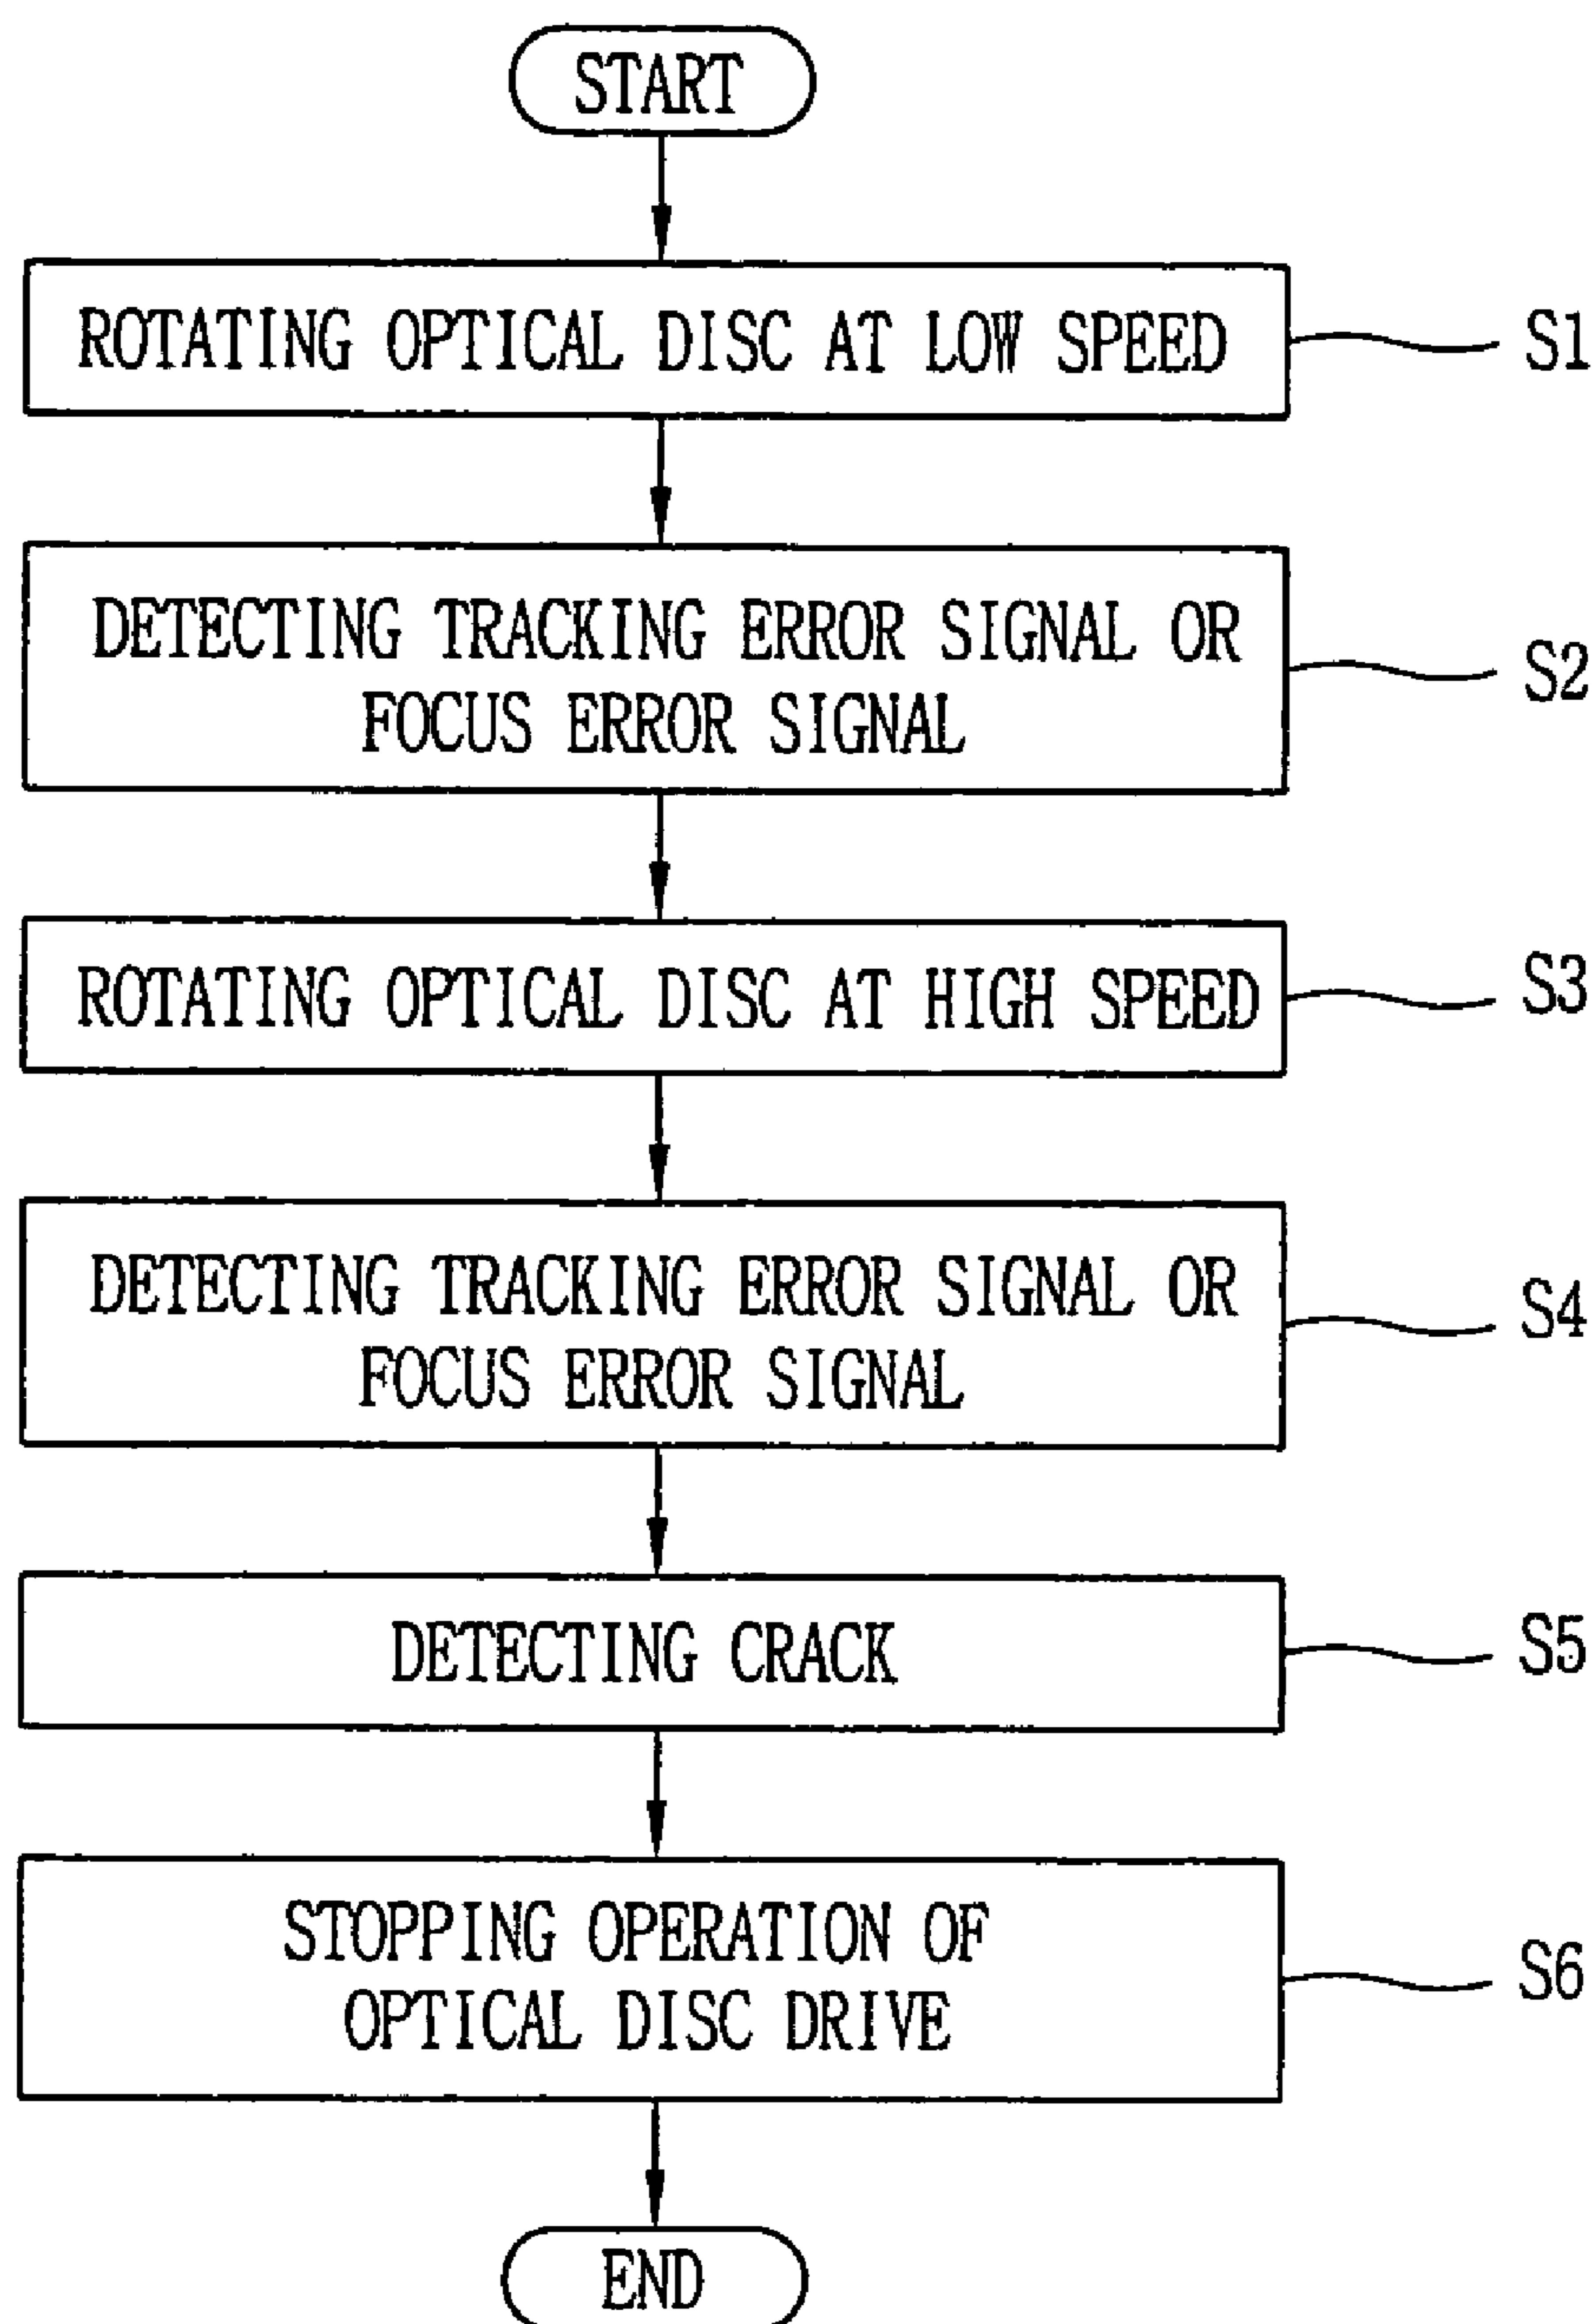 START
ROTATING OPTICAL DISC AT LOW SPEED
S1
DETECTING TRACKING ERROR SIGNAL OR
FOCUS ERROR SIGNAL
S2
ROTATING OPTICAL DISC AT HIGH SPEED
S3
DETECTING TRACKING ERROR SIGNAL OR
FOCUS ERROR SIGNAL
S4
DETECTING CRACK
S5
STOPPING OPERATION OF
OPTICAL DISC DRIVE
S6
END